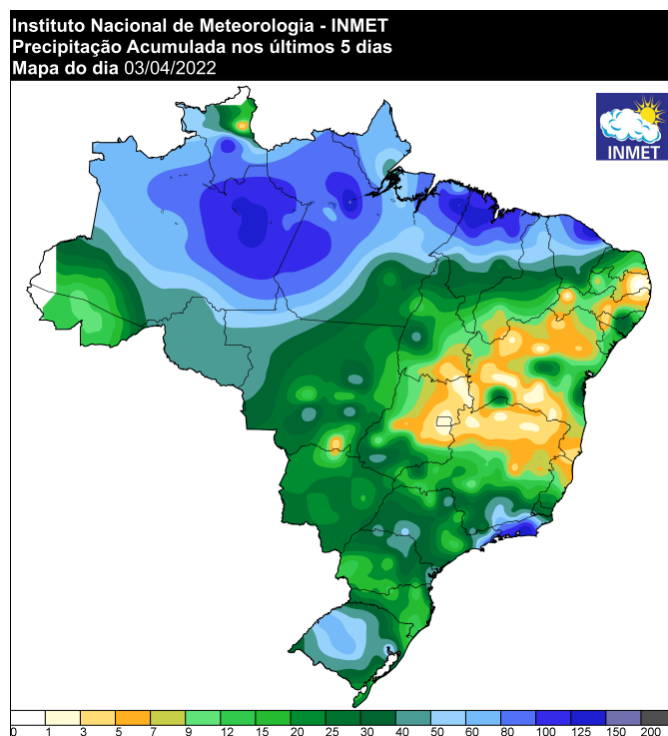 Instituto Nacional de Meteorologia - INMET
Precipitação Acumulada nos últimos 5 dias
Mapa do dia 03/04/2022
INMET
0 1 3 5 7 9 12 15 20 25 30 40 50 60 80 100 125 150 200